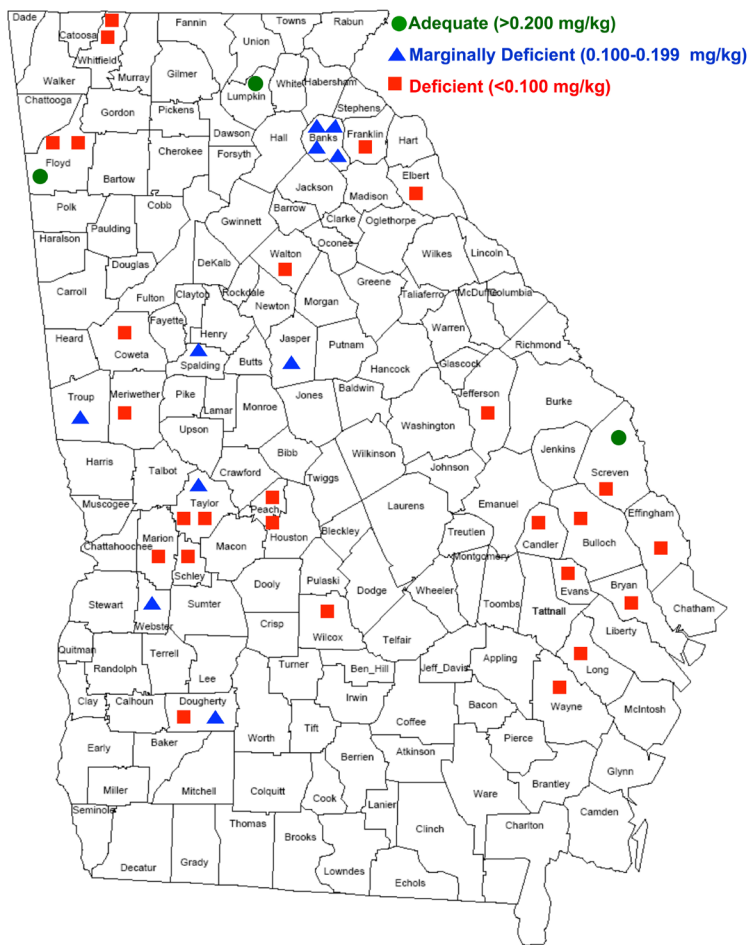 Adequate (>0.200 mg/kg)
Marginally Deficient (0.100-0.199 mg/kg)
Deficient (<0.100 mg/kg)
Dade
Catoosa
Fannin
Towns
Rabun
Union
Whitfield
Walker
Murray
Gilmer
White
Habersham
Lumpkin
Chattooga
Stephens
Gordon
Pickens
Dawson
Hall
Banks
Franklin
Hart
Floyd
Bartow
Cherokee
Forsyth
Elbert
Jackson
Madison
Polk
Cobb
Gwinnett
Barrow
Clarke
Oglethorpe
Paulding
Haralson
Oconee
Walton
Wilkes
Lincoln
Douglas
DeKalb
Greene
Carroll
Fulton
Clayton
Rockdale
Newton
Morgan
Taliaferro
McDuffie
Columbia
Fayette
Henry
Warren
Heard
Coweta
Spalding
Butts
Jasper
Putnam
Hancock
Richmond
Glascock
Troup
Meriwether
Pike
Lamar
Monroe
Jones
Baldwin
Jefferson
Burke
Upson
Washington
Harris
Talbot
Crawford
Bibb
Wilkinson
Jenkins
Screven
Twiggs
Johnson
Muscogee
Taylor
Peach
Laurens
Emanuel
Effingham
Chattahoochee
Marion
Macon
Houston
Bleckley
Treutlen
Candler
Bulloch
Schley
Montgomery
Dooly
Pulaski
Dodge
Wheeler
Evans
Bryan
Stewart
Sumter
Toombs
Tattnall
Chatham
Webster
Crisp
Wilcox
Telfair
Liberty
Quitman
Randolph
Terrell
Lee
Turner
Ben_Hill
Jeff_Davis
Appling
Long
Clay
Calhoun
Dougherty
Irwin
Coffee
Bacon
Wayne
McIntosh
Early
Baker
Worth
Tift
Atkinson
Pierce
Berrien
Glynn
Miller
Mitchell
Colquitt
Cook
Lanier
Ware
Brantley
Seminole
Thomas
Brooks
Clinch
Charlton
Camden
Decatur
Grady
Lowndes
Echols